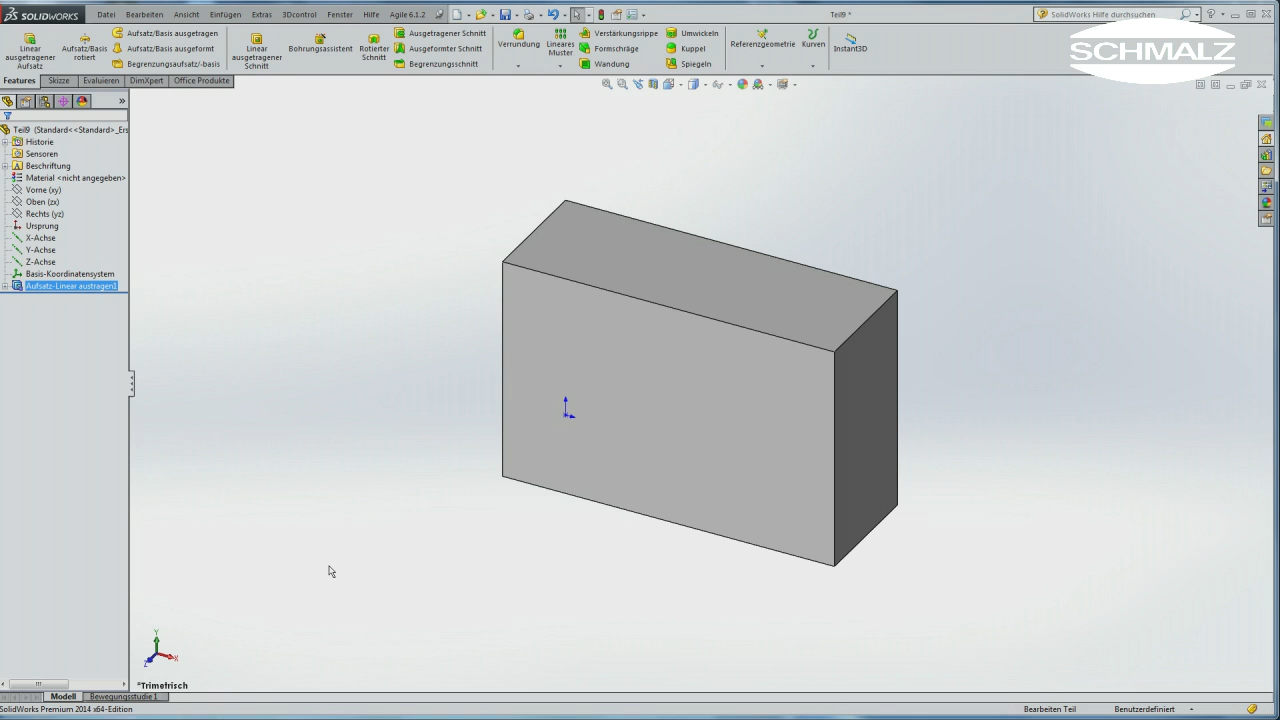 SOLIDWORKS
Datei Bearbeiten Ansicht Einfügen Extras 3Dcontrol Fenster Hilfe Agile 6.1.2
Teil9 *
SolidWorks Hilfe durchsuchen
SCHMALZ
Linear ausgetragener Aufsatz
Aufsatz/Basis rotiert
Aufsatz/Basis ausgetragen
Aufsatz/Basis ausgeformt
Begrenzungsaufsatz/-basis
Linear ausgetragener Schnitt
Bohrungsassistent
Rotierter Schnitt
Ausgetragener Schnitt
Ausgeformter Schnitt
Begrenzungsschnitt
Verrundung
Lineares Muster
Verstärkungsrippe
Formschräge
Wandung
Umwickeln
Kuppel
Spiegeln
Referenzgeometrie
Kurven
Instant3D
Features Skizze Evaluieren DimXpert Office Produkte
Teil9 (Standard<<Standard>_Ers
Historie
Sensoren
Beschriftung
Material <nicht angegeben>
Vorne (xy)
Oben (zx)
Rechts (yz)
Ursprung
X-Achse
Y-Achse
Z-Achse
Basis-Koordinatensystem
Aufsatz-Linear austragen1
Y
X
Z
*Trimetrisch
Modell Bewegungsstudie 1
SolidWorks Premium 2014 x64-Edition
Bearbeiten Teil
Benutzerdefiniert